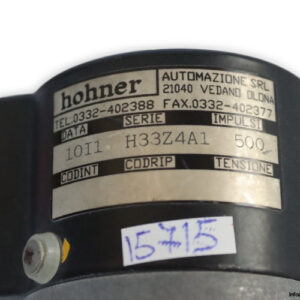 hohner
AUTOMAZIONE SRL
21040 VEDANO OLONA
TEL.0332-402388 FAX.0332-402377
DATA SERIE IMPULSI
10I1 H33Z4A1 500
CODINT CODRIP TENSIONE
15715